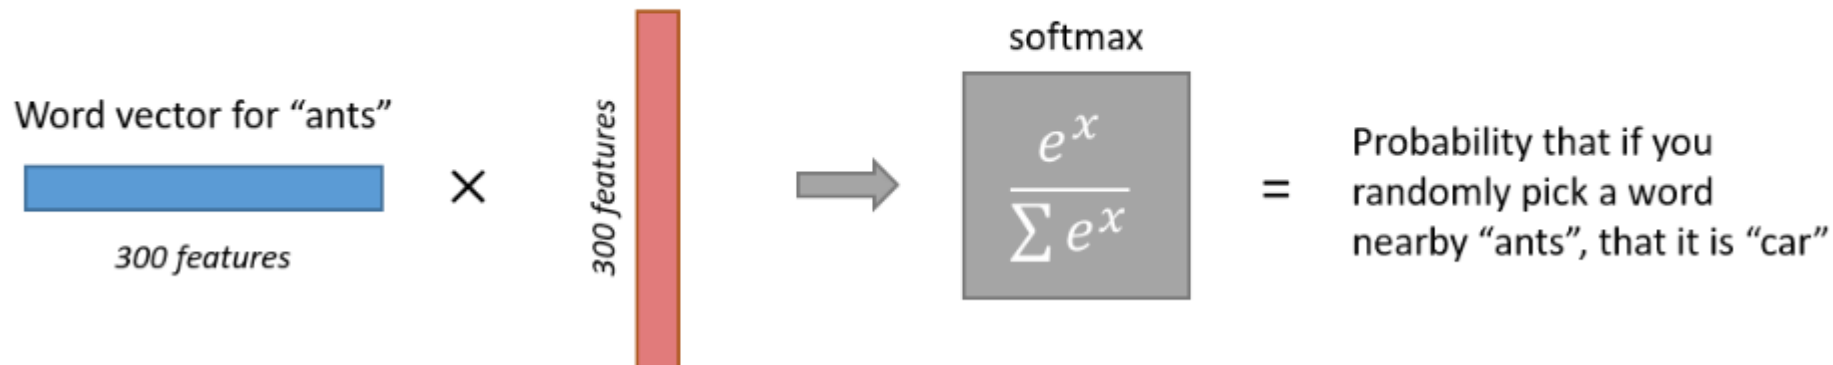 Word vector for “ants”
300 features
×
300 features
softmax
e^x
∑ e^x
=
Probability that if you
randomly pick a word
nearby “ants”, that it is “car”